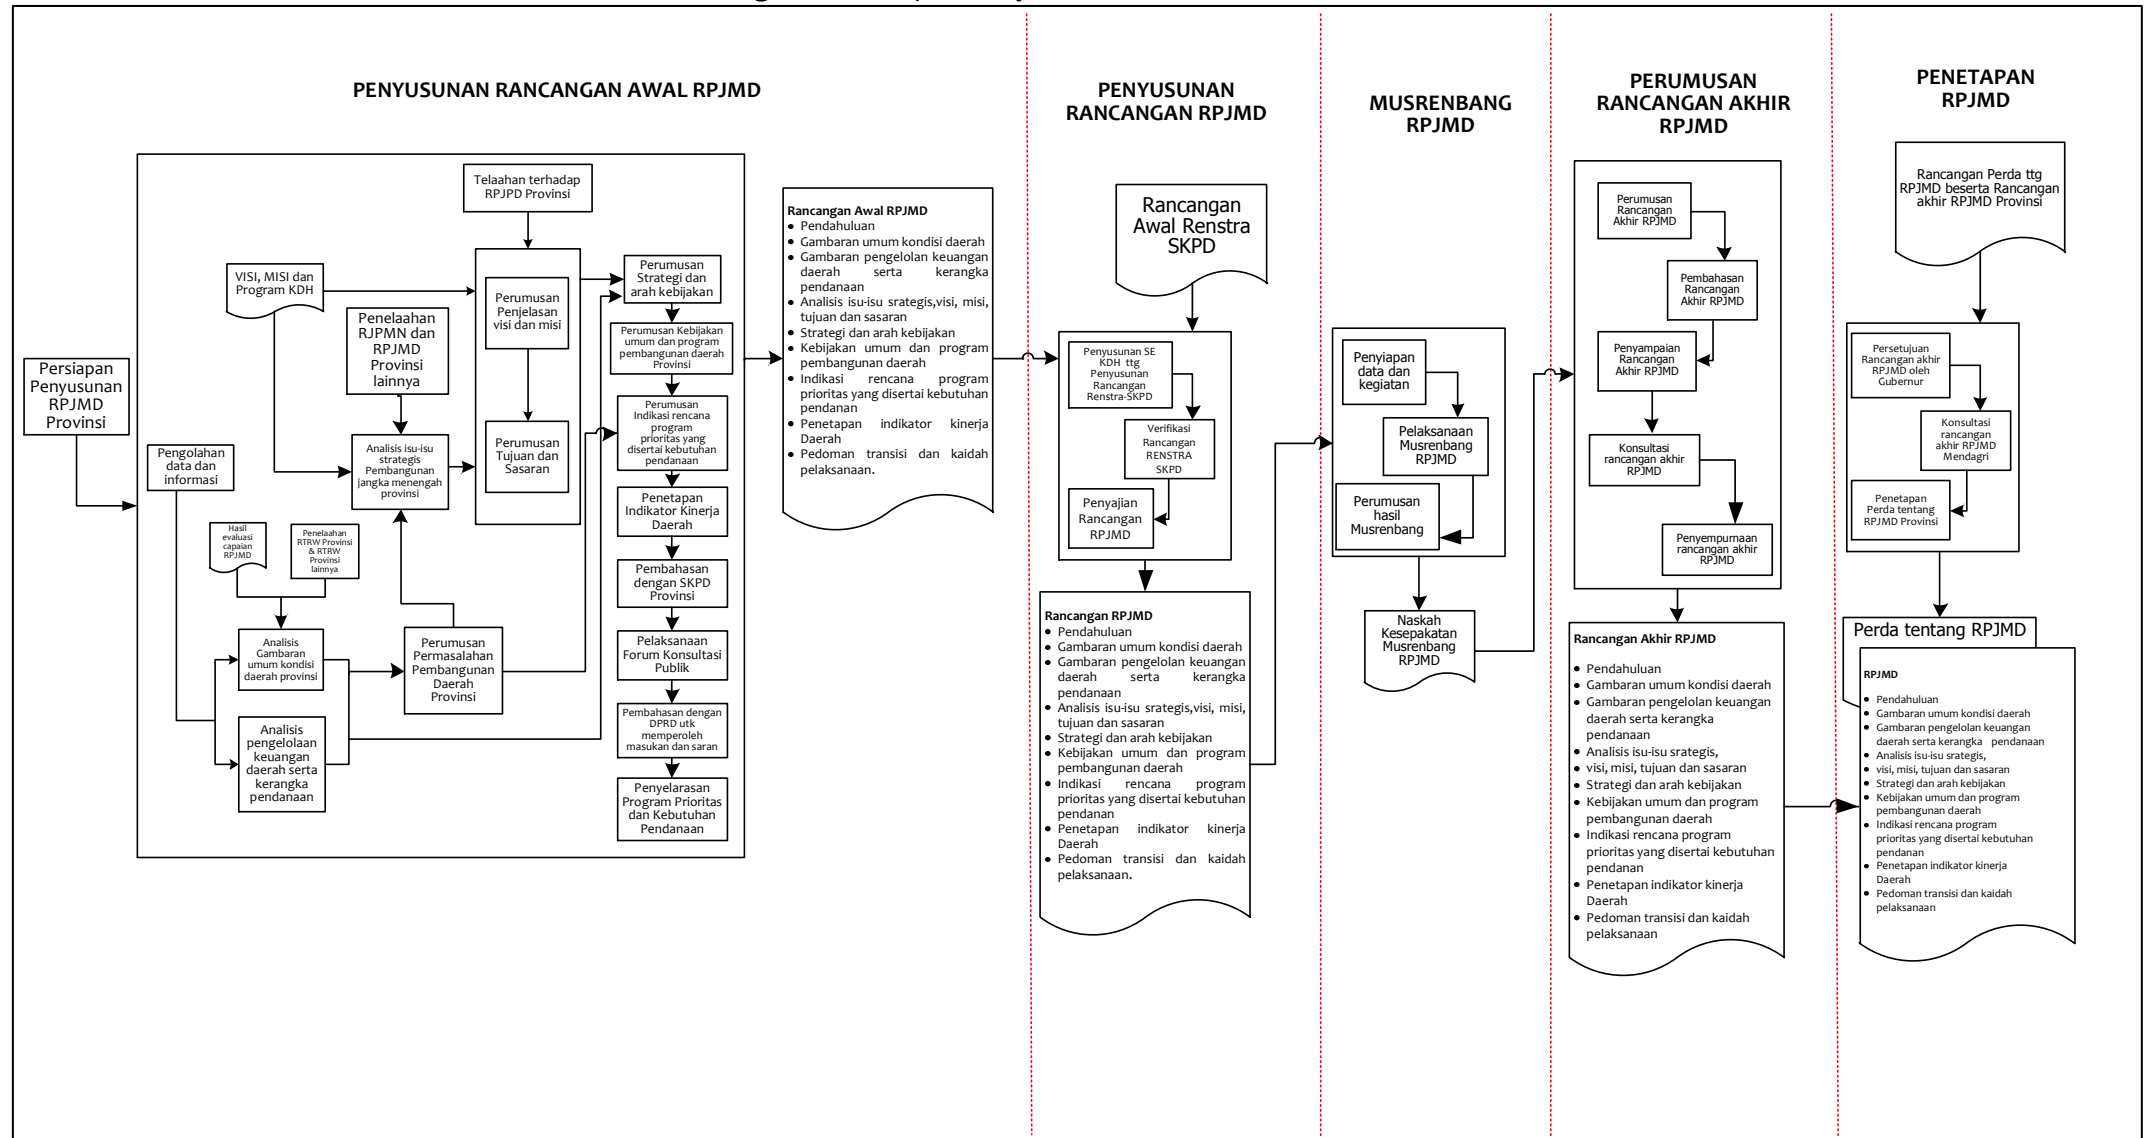 PENYUSUNAN RANCANGAN AWAL RPJMD
Persiapan
Penyusunan
RPJMD
Provinsi
Telaahan terhadap
RPJPD Provinsi
VISI, MISI dan
Program KDH
Penelaahan
RJPMN dan
RPJMD
Provinsi
lainnya
Perumusan
Penjelasan
visi dan misi
Perumusan
Tujuan dan
Sasaran
Pengolahan
data dan
informasi
Analisis isu-isu
strategis
Pembangunan
jangka menengah
provinsi
Hasil
evaluasi
capaian
RPJMD
Penelaahan
RTRW Provinsi
& RTRW
Provinsi
lainnya
Analisis
Gambaran
umum kondisi
daerah provinsi
Analisis
pengelolaan
keuangan
daerah serta
kerangka
pendanaan
Perumusan
Permasalahan
Pembangunan
Daerah
Provinsi
Perumusan
Strategi dan
arah kebijakan
Perumusan Kebijakan
umum dan program
pembangunan daerah
Provinsi
Perumusan
Indikasi rencana
program
prioritas yang
disertai kebutuhan
pendanaan
Penetapan
Indikator Kinerja
Daerah
Pembahasan
dengan SKPD
Provinsi
Pelaksanaan
Forum Konsultasi
Publik
Pembahasan dengan
DPRD utk
memperoleh
masukan dan saran
Penyelarasan
Program Prioritas
dan Kebutuhan
Pendanaan
Rancangan Awal RPJMD
• Pendahuluan
• Gambaran umum kondisi daerah
• Gambaran pengelolan keuangan
daerah serta kerangka
pendanaan
• Analisis isu-isu srategis,visi, misi,
tujuan dan sasaran
• Strategi dan arah kebijakan
• Kebijakan umum dan program
pembangunan daerah
• Indikasi rencana program
prioritas yang disertai kebutuhan
pendanan
• Penetapan indikator kinerja
Daerah
• Pedoman transisi dan kaidah
pelaksanaan.
PENYUSUNAN
RANCANGAN RPJMD
Rancangan
Awal Renstra
SKPD
Penyusunan SE
KDH ttg
Penyusunan
Rancangan
Renstra-SKPD
Verifikasi
Rancangan
RENSTRA
SKPD
Penyajian
Rancangan
RPJMD
Rancangan RPJMD
• Pendahuluan
• Gambaran umum kondisi daerah
• Gambaran pengelolan keuangan
daerah serta kerangka
pendanaan
• Analisis isu-isu srategis,visi, misi,
tujuan dan sasaran
• Strategi dan arah kebijakan
• Kebijakan umum dan program
pembangunan daerah
• Indikasi rencana program
prioritas yang disertai kebutuhan
pendanan
• Penetapan indikator kinerja
Daerah
• Pedoman transisi dan kaidah
pelaksanaan.
MUSRENBANG
RPJMD
Penyiapan
data dan
kegiatan
Pelaksanaan
Musrenbang
RPJMD
Perumusan
hasil
Musrenbang
Naskah
Kesepakatan
Musrenbang
RPJMD
PERUMUSAN
RANCANGAN AKHIR
RPJMD
Perumusan
Rancangan
Akhir RPJMD
Pembahasan
Rancangan
Akhir RPJMD
Penyampaian
Rancangan
Akhir RPJMD
Konsultasi
rancangan akhir
RPJMD
Penyempurnaan
rancangan akhir
RPJMD
Rancangan Akhir RPJMD
• Pendahuluan
• Gambaran umum kondisi daerah
• Gambaran pengelolan keuangan
daerah serta kerangka
pendanaan
• Analisis isu-isu srategis,
• visi, misi, tujuan dan sasaran
• Strategi dan arah kebijakan
• Kebijakan umum dan program
pembangunan daerah
• Indikasi rencana program
prioritas yang disertai kebutuhan
pendanan
• Penetapan indikator kinerja
Daerah
• Pedoman transisi dan kaidah
pelaksanaan
PENETAPAN
RPJMD
Rancangan Perda ttg
RPJMD beserta Rancangan
akhir RPJMD Provinsi
Persetujuan
Rancangan akhir
RPJMD oleh
Gubernur
Konsultasi
rancangan
akhir RPJMD
Mendagri
Penetapan
Perda tentang
RPJMD Provinsi
Perda tentang RPJMD
RPJMD
• Pendahuluan
• Gambaran umum kondisi daerah
• Gambaran pengelolan keuangan
daerah serta kerangka pendanaan
• Analisis isu-isu srategis,
• visi, misi, tujuan dan sasaran
• Strategi dan arah kebijakan
• Kebijakan umum dan program
pembangunan daerah
• Indikasi rencana program
prioritas yang disertai kebutuhan
pendanan
• Penetapan indikator kinerja
Daerah
• Pedoman transisi dan kaidah
pelaksanaan